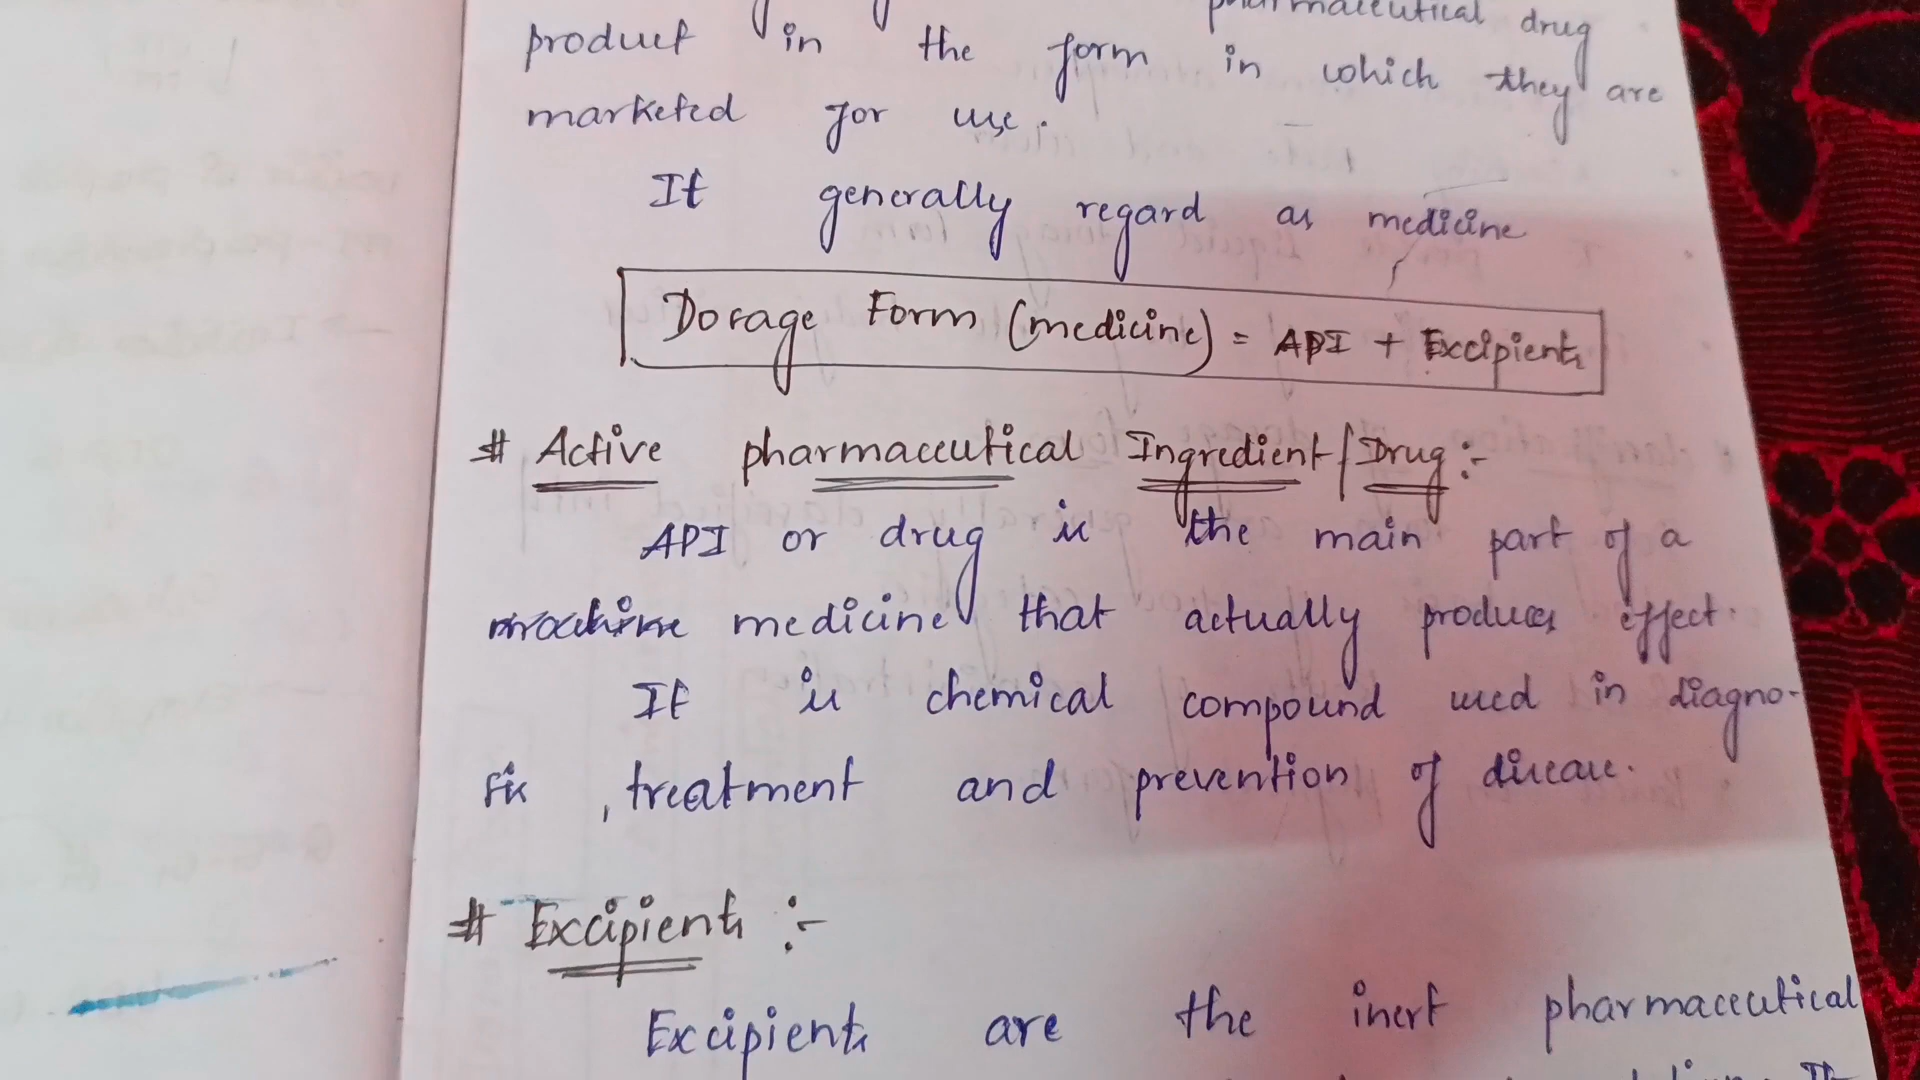 pharmaceutical drug
product in the form in which they are
marketed for use.
It generally regard as medicine
Dosage Form (medicine) = API + Excipients
# Active pharmaceutical Ingredient/Drug :-
API or drug is the main part of a
medicine that actually produces effect.
It is chemical compound used in diagno-
sis, treatment and prevention of disease.
# Excipients :-
Excipients are the inert pharmaceutical